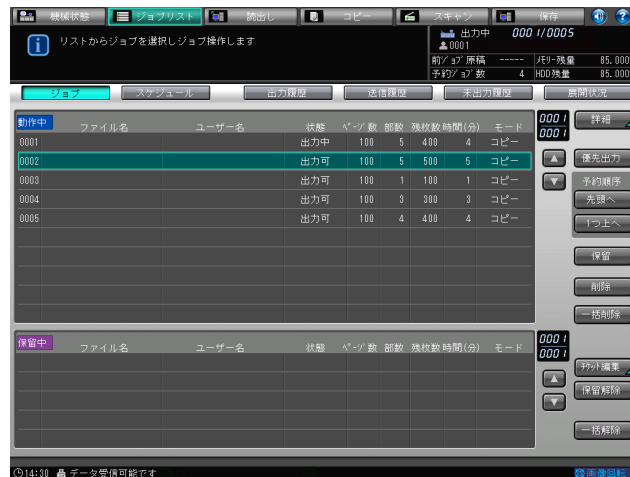 機械状態 ジョブリスト 読出し コピー スキャン 保存
リストからジョブを選択しジョブ操作します
出力中 0001/0005
0001
前ｼﾞｮﾌﾞ原稿 ----- ﾒﾓﾘｰ残量 85.000
予約ｼﾞｮﾌﾞ数 4 HDD残量 85.000
ジョブ スケジュール 出力履歴 送信履歴 未出力履歴 展開状況
動作中 ファイル名 ユーザー名 状態 ﾍﾟｰｼﾞ数 部数 残枚数 時間(分) モード
0001 出力中 100 5 400 4 コピー
0002 出力可 100 5 500 5 コピー
0003 出力可 100 1 100 1 コピー
0004 出力可 100 3 300 3 コピー
0005 出力可 100 4 400 4 コピー
0001
0001
詳細
優先出力
予約順序
先頭へ
1つ上へ
保留
削除
一括削除
保留中 ファイル名 ユーザー名 状態 ﾍﾟｰｼﾞ数 部数 残枚数 時間(分) モード
0001
0001
ﾁｹｯﾄ編集
保留解除
一括解除
14:30 データ受信可能です 画像回転